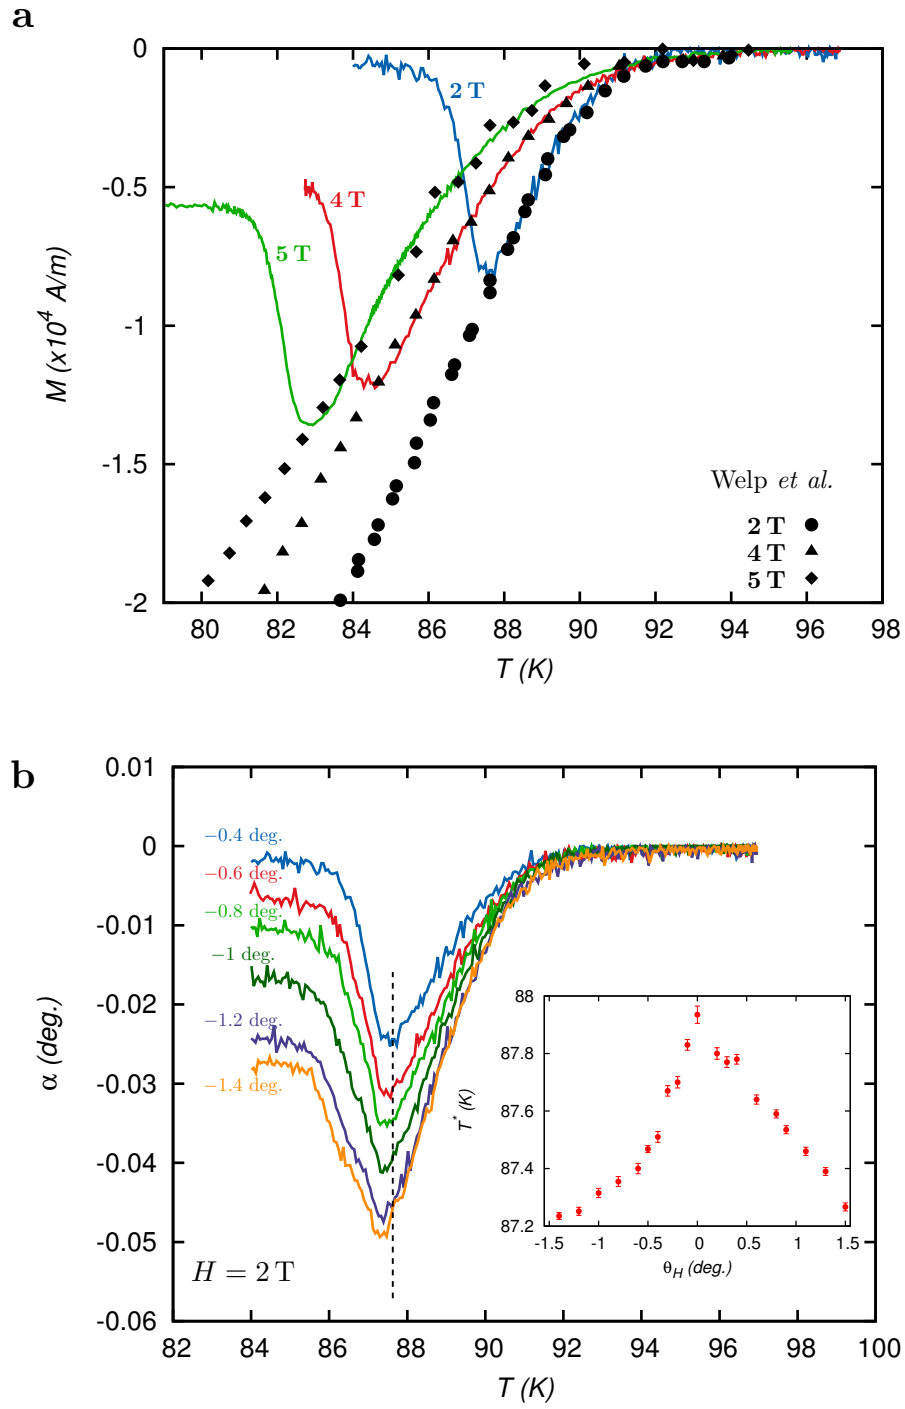 a
0
-0.5
-1
-1.5
-2
M (x10⁴ A/m)
2 T
4 T
5 T
Welp et al.
2 T
4 T
5 T
80 82 84 86 88 90 92 94 96 98
T (K)
b
0.01
0
-0.01
-0.02
-0.03
-0.04
-0.05
-0.06
α (deg.)
−0.4 deg.
−0.6 deg.
−0.8 deg.
−1 deg.
−1.2 deg.
−1.4 deg.
H = 2 T
88
87.8
87.6
87.4
87.2
T* (K)
-1.5 -1 -0.5 0 0.5 1 1.5
θH (deg.)
82 84 86 88 90 92 94 96 98 100
T (K)